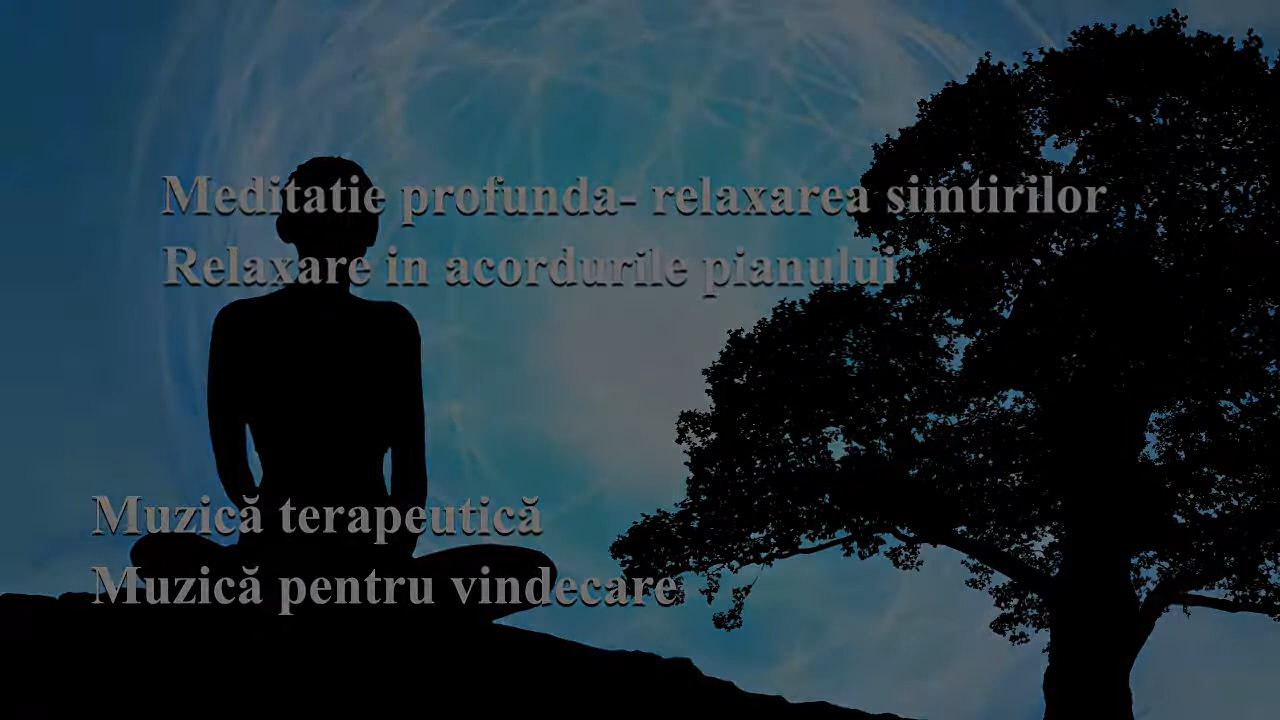 Meditatie profunda- relaxarea simtirilor
Relaxare in acordurile pianului
Muzică terapeutică
Muzică pentru vindecare